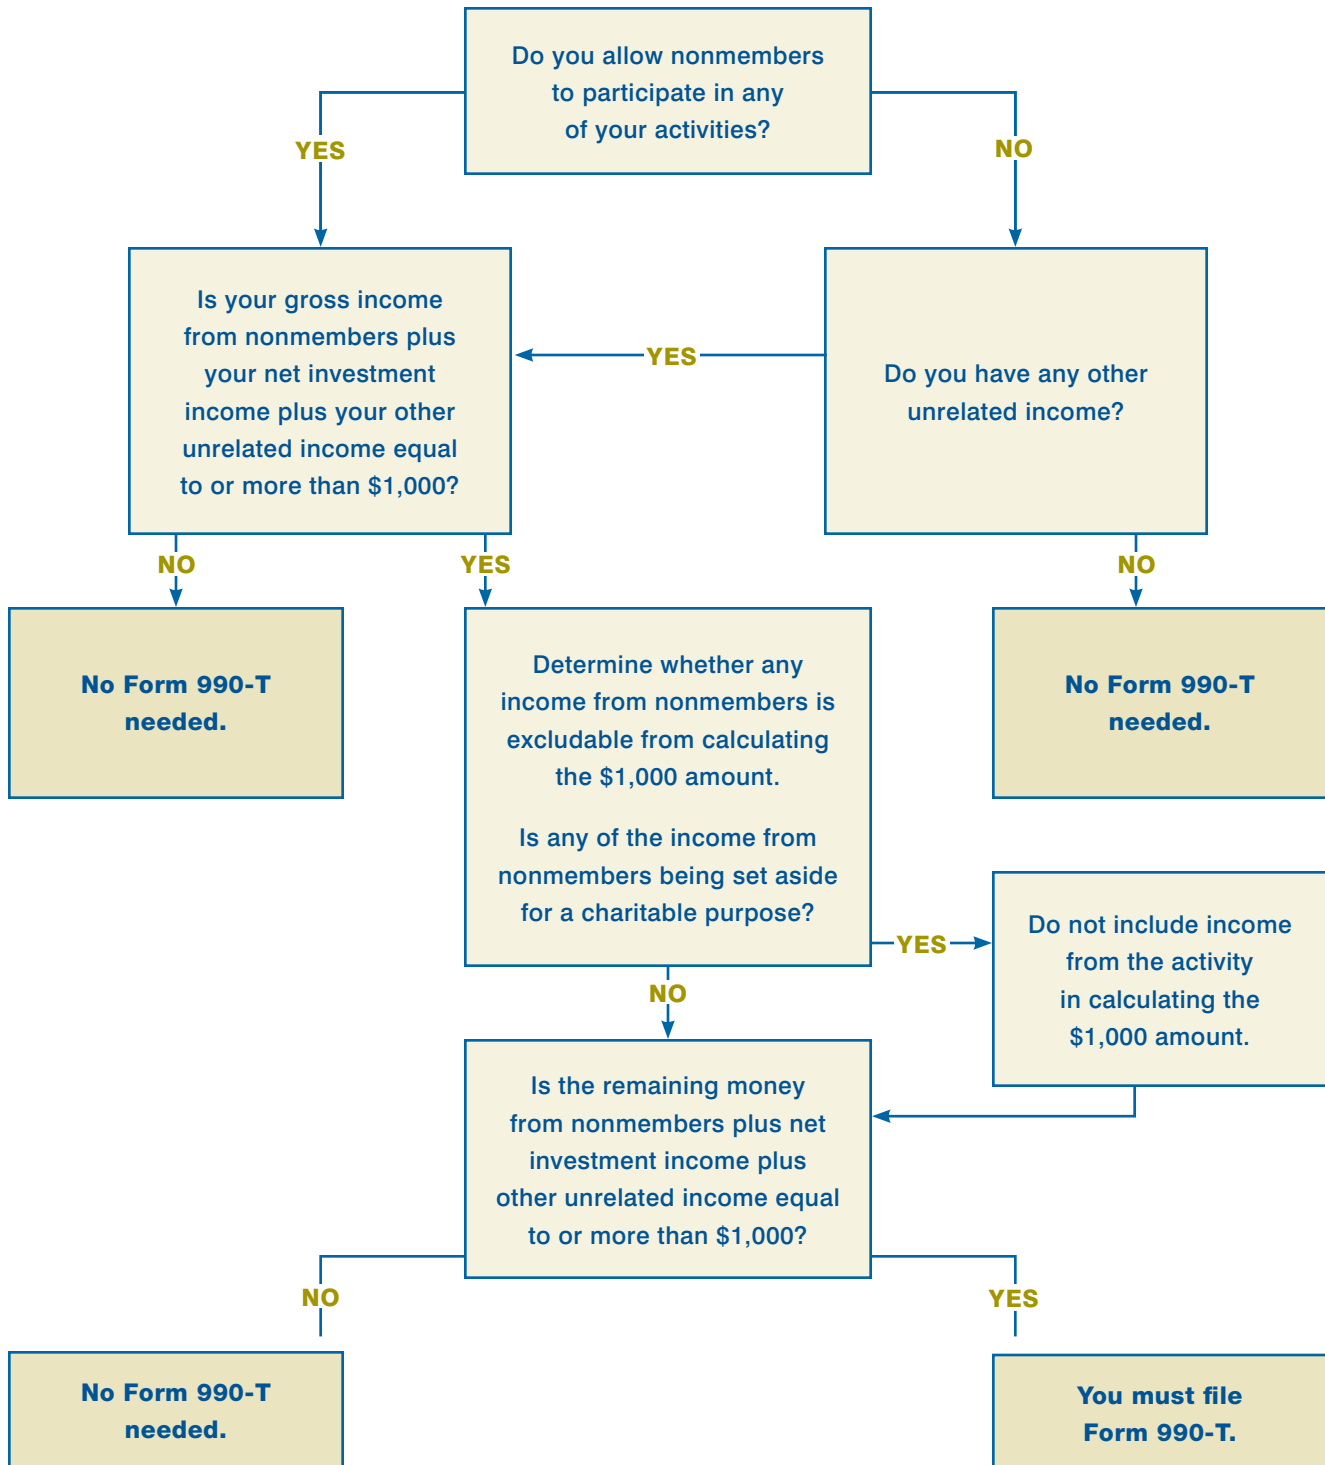 Do you allow nonmembers
to participate in any
of your activities?
YES
NO
Is your gross income
from nonmembers plus
your net investment
income plus your other
unrelated income equal
to or more than $1,000?
YES
Do you have any other
unrelated income?
NO
YES
NO
No Form 990-T
needed.
Determine whether any
income from nonmembers is
excludable from calculating
the $1,000 amount.
Is any of the income from
nonmembers being set aside
for a charitable purpose?
No Form 990-T
needed.
YES
Do not include income
from the activity
in calculating the
$1,000 amount.
NO
Is the remaining money
from nonmembers plus net
investment income plus
other unrelated income equal
to or more than $1,000?
NO
YES
No Form 990-T
needed.
You must file
Form 990-T.